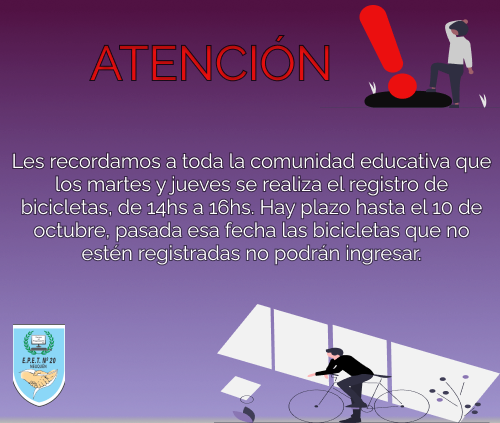 ATENCIÓN
Les recordamos a toda la comunidad educativa que
los martes y jueves se realiza el registro de
bicicletas, de 14hs a 16hs. Hay plazo hasta el 10 de
octubre, pasada esa fecha las bicicletas que no
estén registradas no podrán ingresar.
E.P.E.T. Nº 20
NEUQUÉN